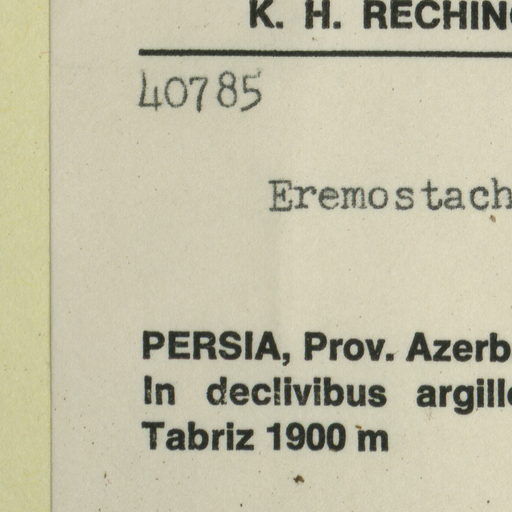 K. H. RECHIN
40785
Eremostach
PERSIA, Prov. Azerb
In declivibus argill
Tabriz 1900 m